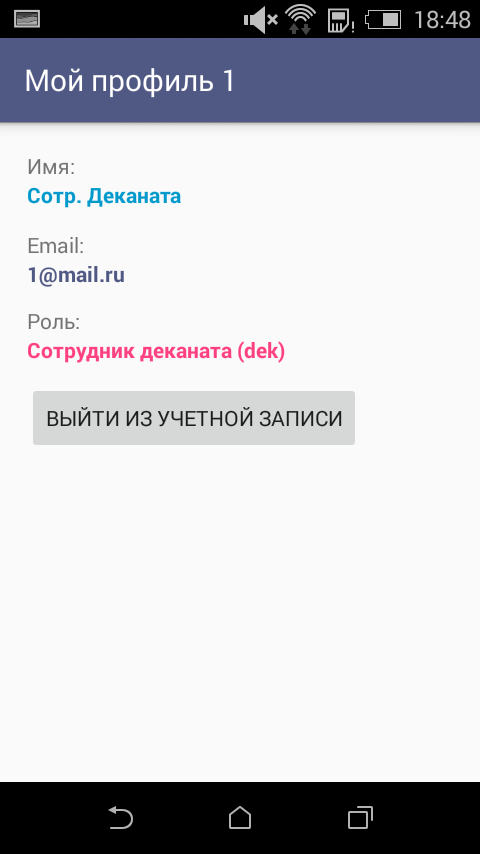 18:48
Мой профиль 1
Имя:
Сотр. Деканата
Email:
1@mail.ru
Роль:
Сотрудник деканата (dek)
ВЫЙТИ ИЗ УЧЕТНОЙ ЗАПИСИ